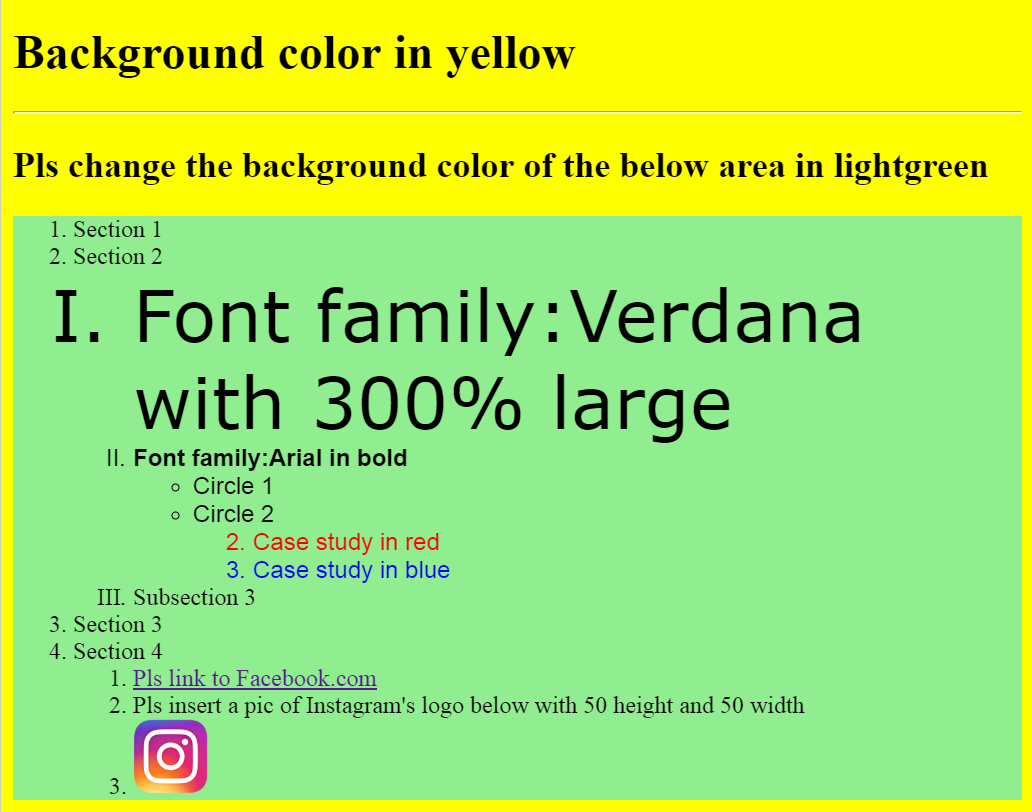 Background color in yellow
Pls change the background color of the below area in lightgreen
1. Section 1
2. Section 2
I. Font family:Verdana
with 300% large
II. Font family:Arial in bold
Circle 1
Circle 2
2. Case study in red
3. Case study in blue
III. Subsection 3
3. Section 3
4. Section 4
1. Pls link to Facebook.com
2. Pls insert a pic of Instagram's logo below with 50 height and 50 width
3.